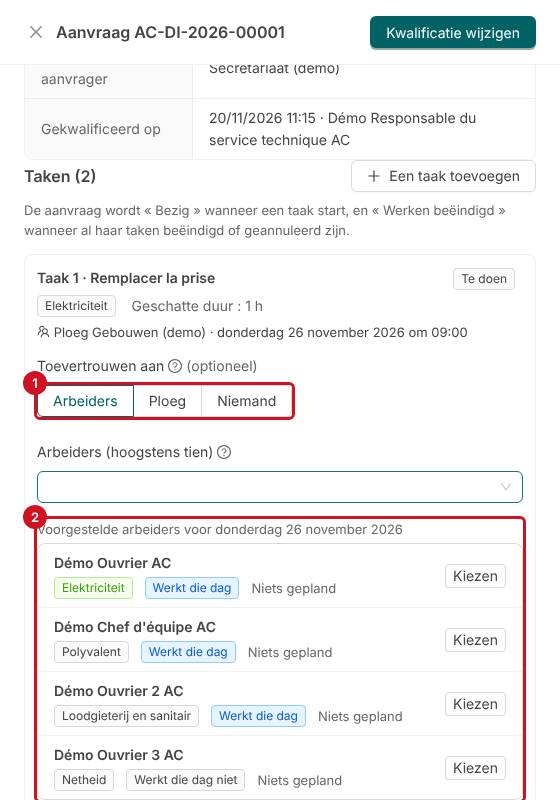 Aanvraag AC-DI-2026-00001
Kwalificatie wijzigen
aanvrager
Secretariaat (demo)
Gekwalificeerd op
20/11/2026 11:15 · Démo Responsable du
service technique AC
Taken (2)
Een taak toevoegen
De aanvraag wordt « Bezig » wanneer een taak start, en « Werken beëindigd »
wanneer al haar taken beëindigd of geannuleerd zijn.
Taak 1 · Remplacer la prise
Te doen
Elektriciteit
Geschatte duur : 1 h
Ploeg Gebouwen (demo) · donderdag 26 november 2026 om 09:00
Toevertrouwen aan (optioneel)
1
Arbeiders
Ploeg
Niemand
Arbeiders (hoogstens tien)
2
Voorgestelde arbeiders voor donderdag 26 november 2026
Démo Ouvrier AC
Elektriciteit
Werkt die dag
Niets gepland
Kiezen
Démo Chef d'équipe AC
Polyvalent
Werkt die dag
Niets gepland
Kiezen
Démo Ouvrier 2 AC
Loodgieterij en sanitair
Werkt die dag
Niets gepland
Kiezen
Démo Ouvrier 3 AC
Netheid
Werkt die dag niet
Niets gepland
Kiezen